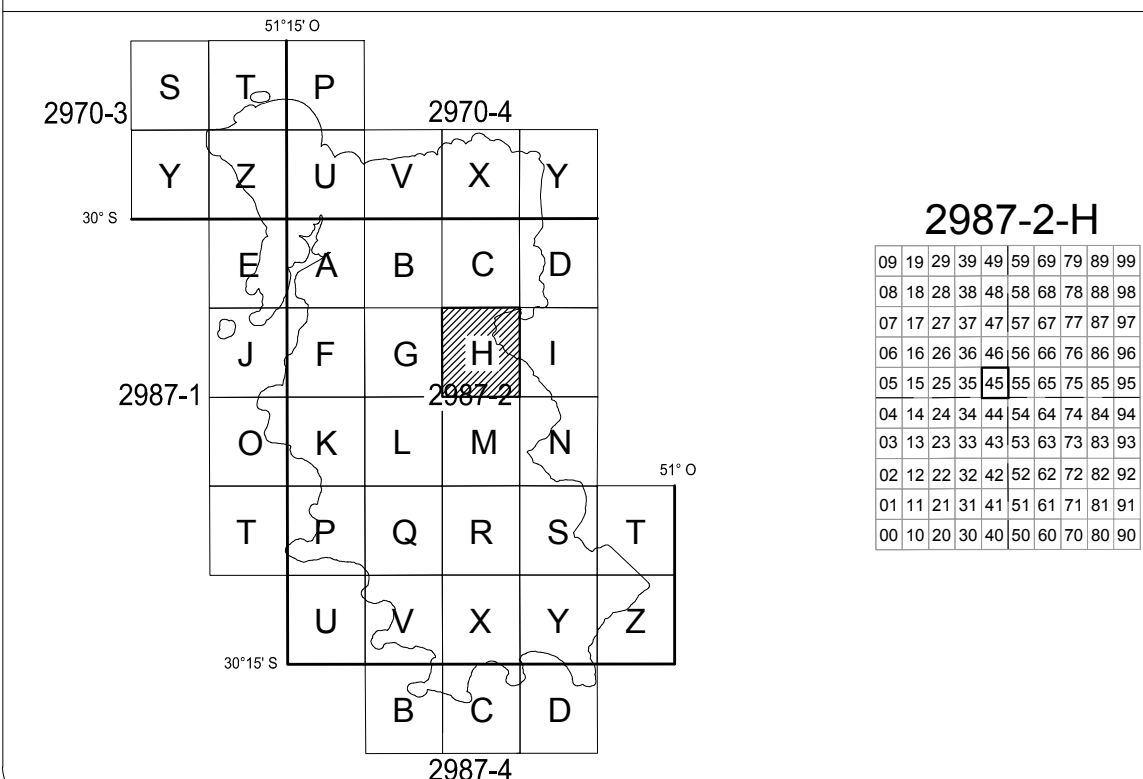 51°15' O
S T P
2970-3
2970-4
Y Z U V X Y
30° S
E A B C D
J F G H I
2987-1
2987-2
O K L M N
51° O
T P Q R S T
U V X Y Z
30°15' S
B C D
2987-4
2987-2-H
09 19 29 39 49 59 69 79 89 99
08 18 28 38 48 58 68 78 88 98
07 17 27 37 47 57 67 77 87 97
06 16 26 36 46 56 66 76 86 96
05 15 25 35 45 55 65 75 85 95
04 14 24 34 44 54 64 74 84 94
03 13 23 33 43 53 63 73 83 93
02 12 22 32 42 52 62 72 82 92
01 11 21 31 41 51 61 71 81 91
00 10 20 30 40 50 60 70 80 90